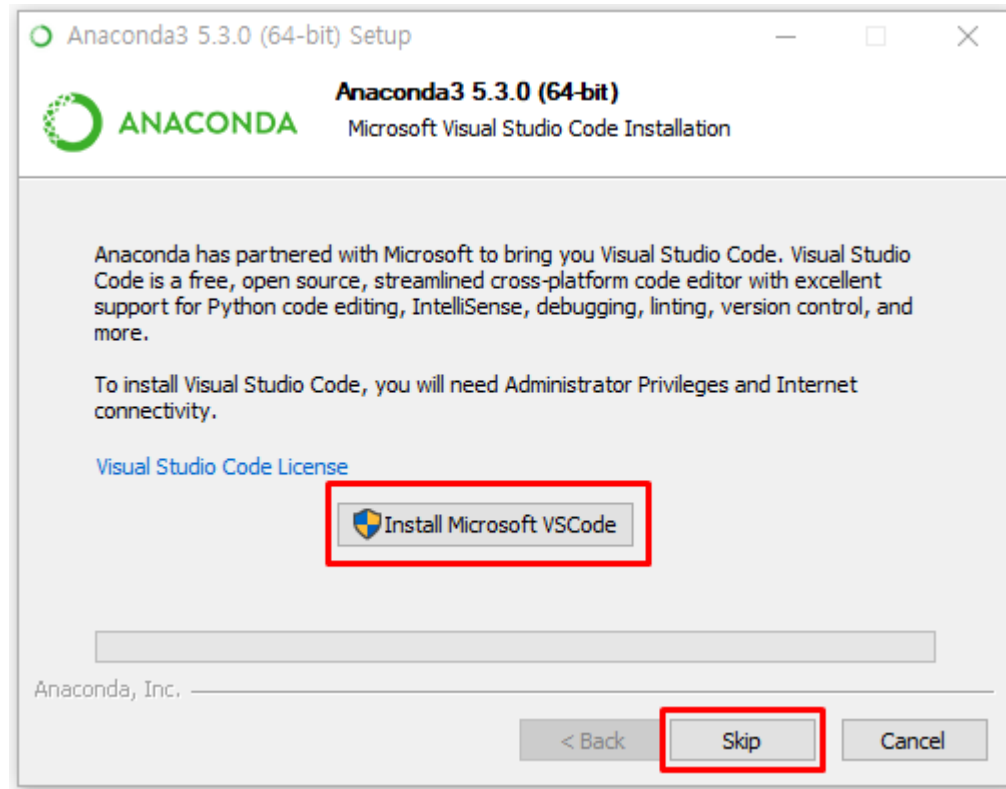 Anaconda3 5.3.0 (64-bit) Setup
ANACONDA
Anaconda3 5.3.0 (64-bit)
Microsoft Visual Studio Code Installation
Anaconda has partnered with Microsoft to bring you Visual Studio Code. Visual Studio
Code is a free, open source, streamlined cross-platform code editor with excellent
support for Python code editing, IntelliSense, debugging, linting, version control, and
more.
To install Visual Studio Code, you will need Administrator Privileges and Internet
connectivity.
Visual Studio Code License
Install Microsoft VSCode
Anaconda, Inc.
< Back
Skip
Cancel